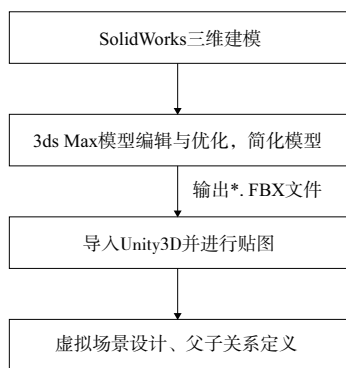 SolidWorks三维建模
3ds Max模型编辑与优化，简化模型
输出*. FBX文件
导入Unity3D并进行贴图
虚拟场景设计、父子关系定义